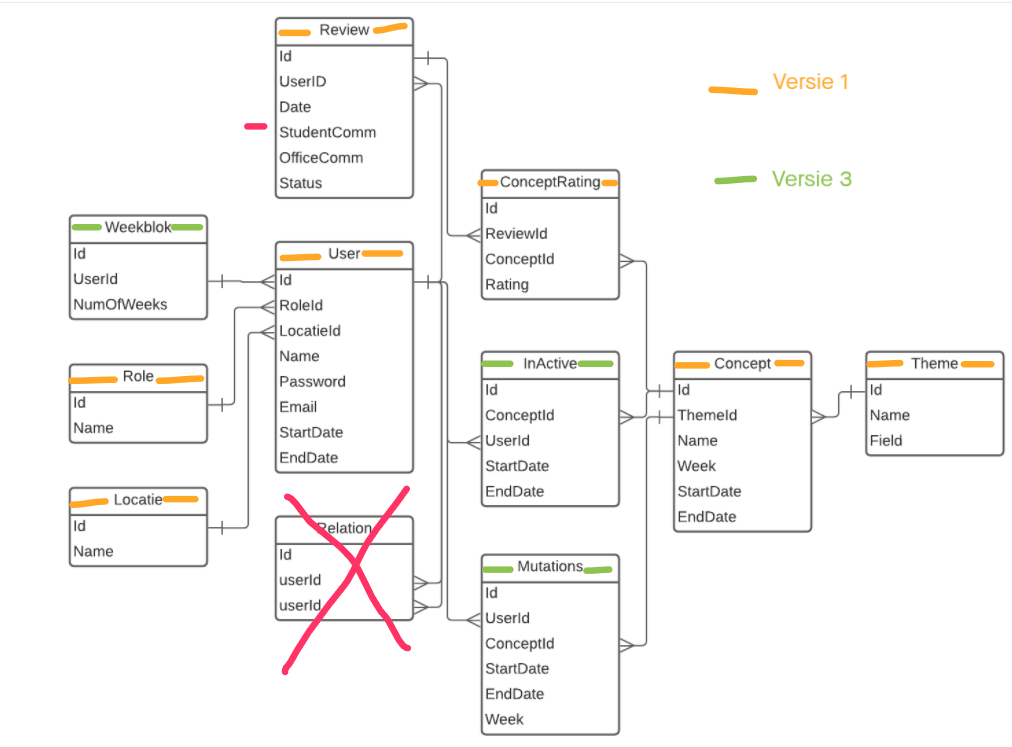 Review
Id
UserID
Date
StudentComm
OfficeComm
Status
Versie 1
Versie 3
ConceptRating
Id
ReviewId
ConceptId
Rating
Weekblok
Id
UserId
NumOfWeeks
User
Id
RoleId
LocatieId
Name
Password
Email
StartDate
EndDate
Role
Id
Name
InActive
Id
ConceptId
UserId
StartDate
EndDate
Concept
Id
ThemeId
Name
Week
StartDate
EndDate
Theme
Id
Name
Field
Locatie
Id
Name
Relation
Id
userId
userId
Mutations
Id
UserId
ConceptId
StartDate
EndDate
Week